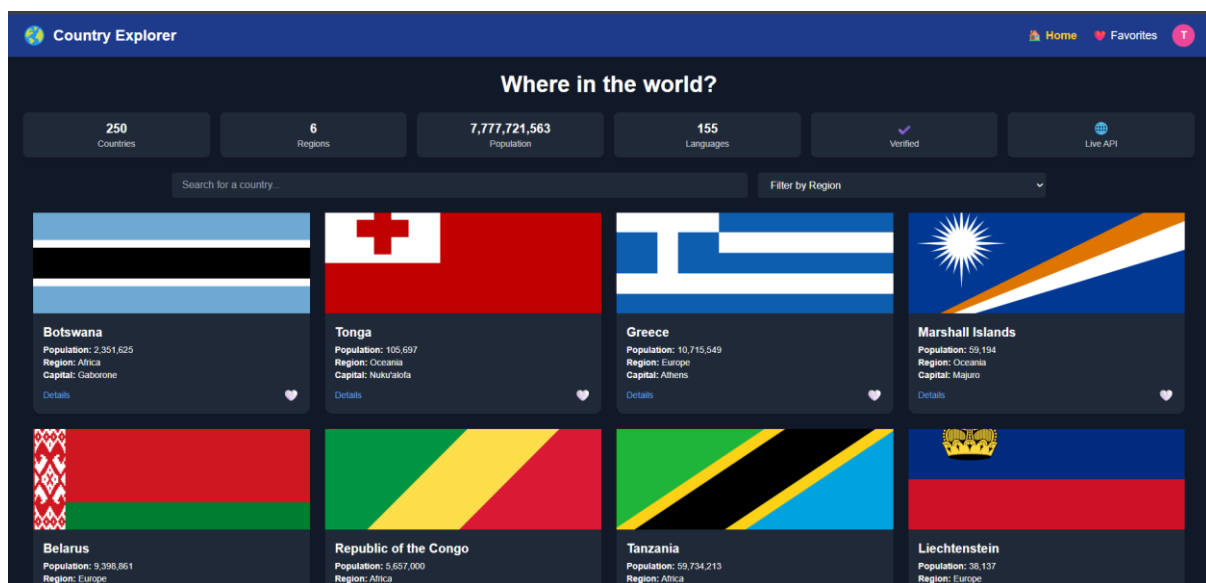 Country Explorer
Home
Favorites
T
Where in the world?
250
Countries
6
Regions
7,777,721,563
Population
155
Languages
Verified
Live API
Search for a country...
Filter by Region
Botswana
Population: 2,351,625
Region: Africa
Capital: Gaborone
Details
Tonga
Population: 105,697
Region: Oceania
Capital: Nuku'alofa
Details
Greece
Population: 10,715,549
Region: Europe
Capital: Athens
Details
Marshall Islands
Population: 59,194
Region: Oceania
Capital: Majuro
Details
Belarus
Population: 9,398,861
Region: Europe
Republic of the Congo
Population: 5,657,000
Region: Africa
Tanzania
Population: 59,734,213
Region: Africa
Liechtenstein
Population: 38,137
Region: Europe